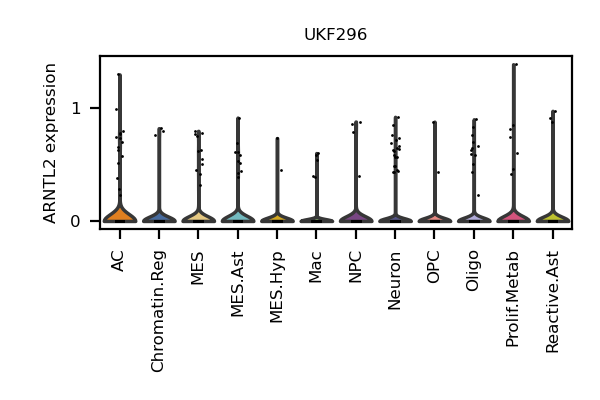 UKF296
ARNTL2 expression
1
0
AC
Chromatin.Reg
MES
MES.Ast
MES.Hyp
Mac
NPC
Neuron
OPC
Oligo
Prolif.Metab
Reactive.Ast